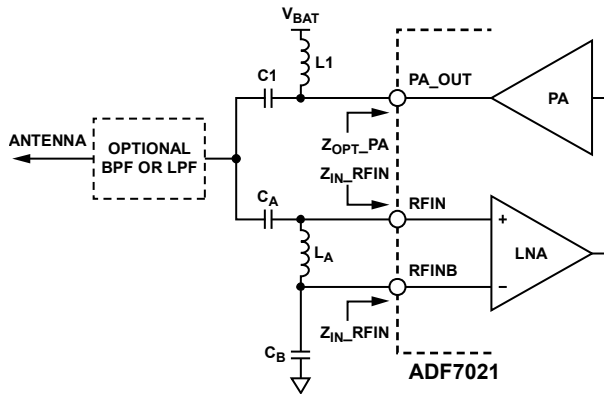 VBAT
L1
C1
PA_OUT
PA
ZOPT_PA
ANTENNA
OPTIONAL
BPF OR LPF
ZIN_RFIN
CA
RFIN
+
LA
LNA
RFINB
−
ZIN_RFIN
CB
ADF7021